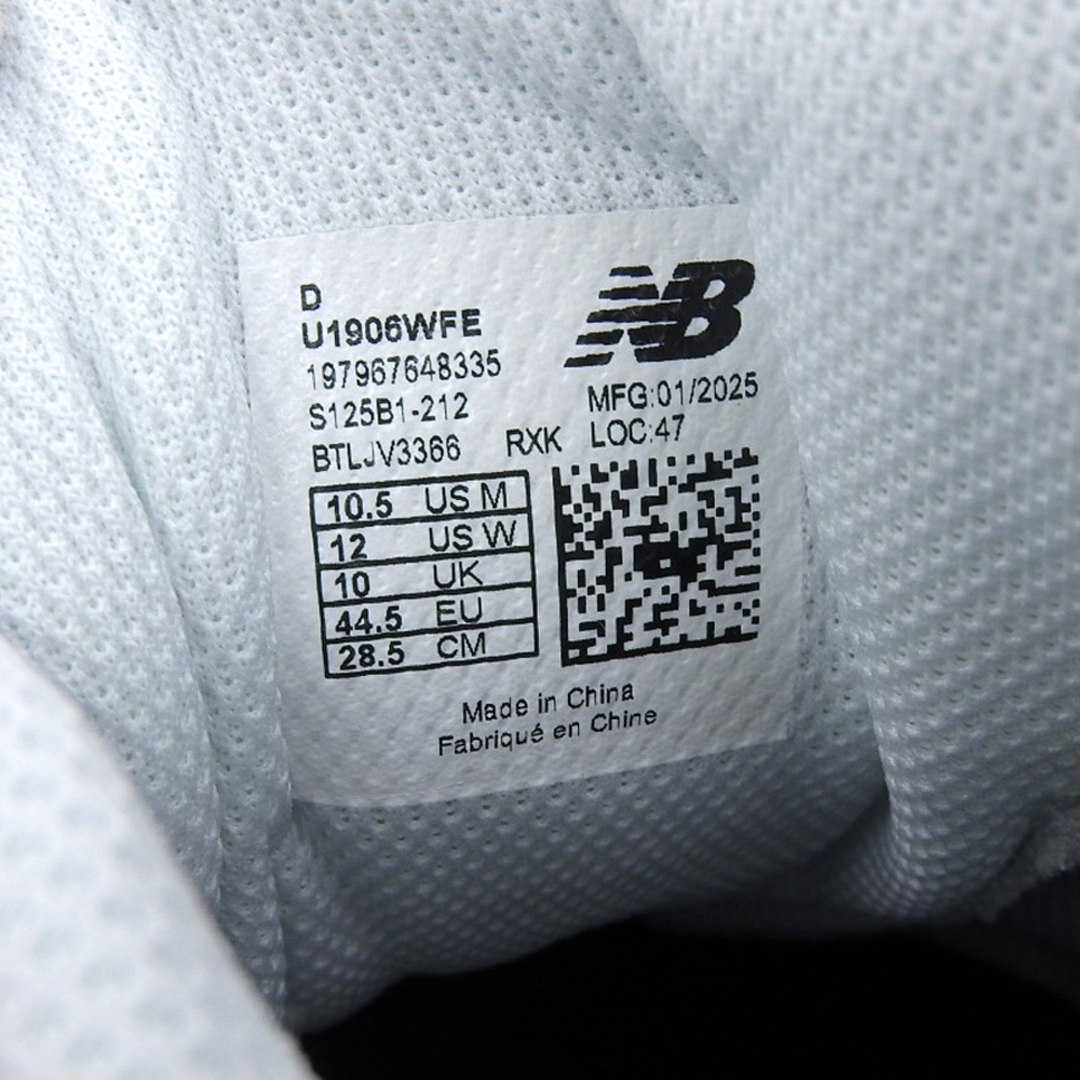 D
U1906WFE
NB
197967648335
S125B1-212
MFG:01/2025
BTLJV3366 RXK LOC:47
10.5 US M
12 US W
10 UK
44.5 EU
28.5 CM
Made in China
Fabriqué en Chine